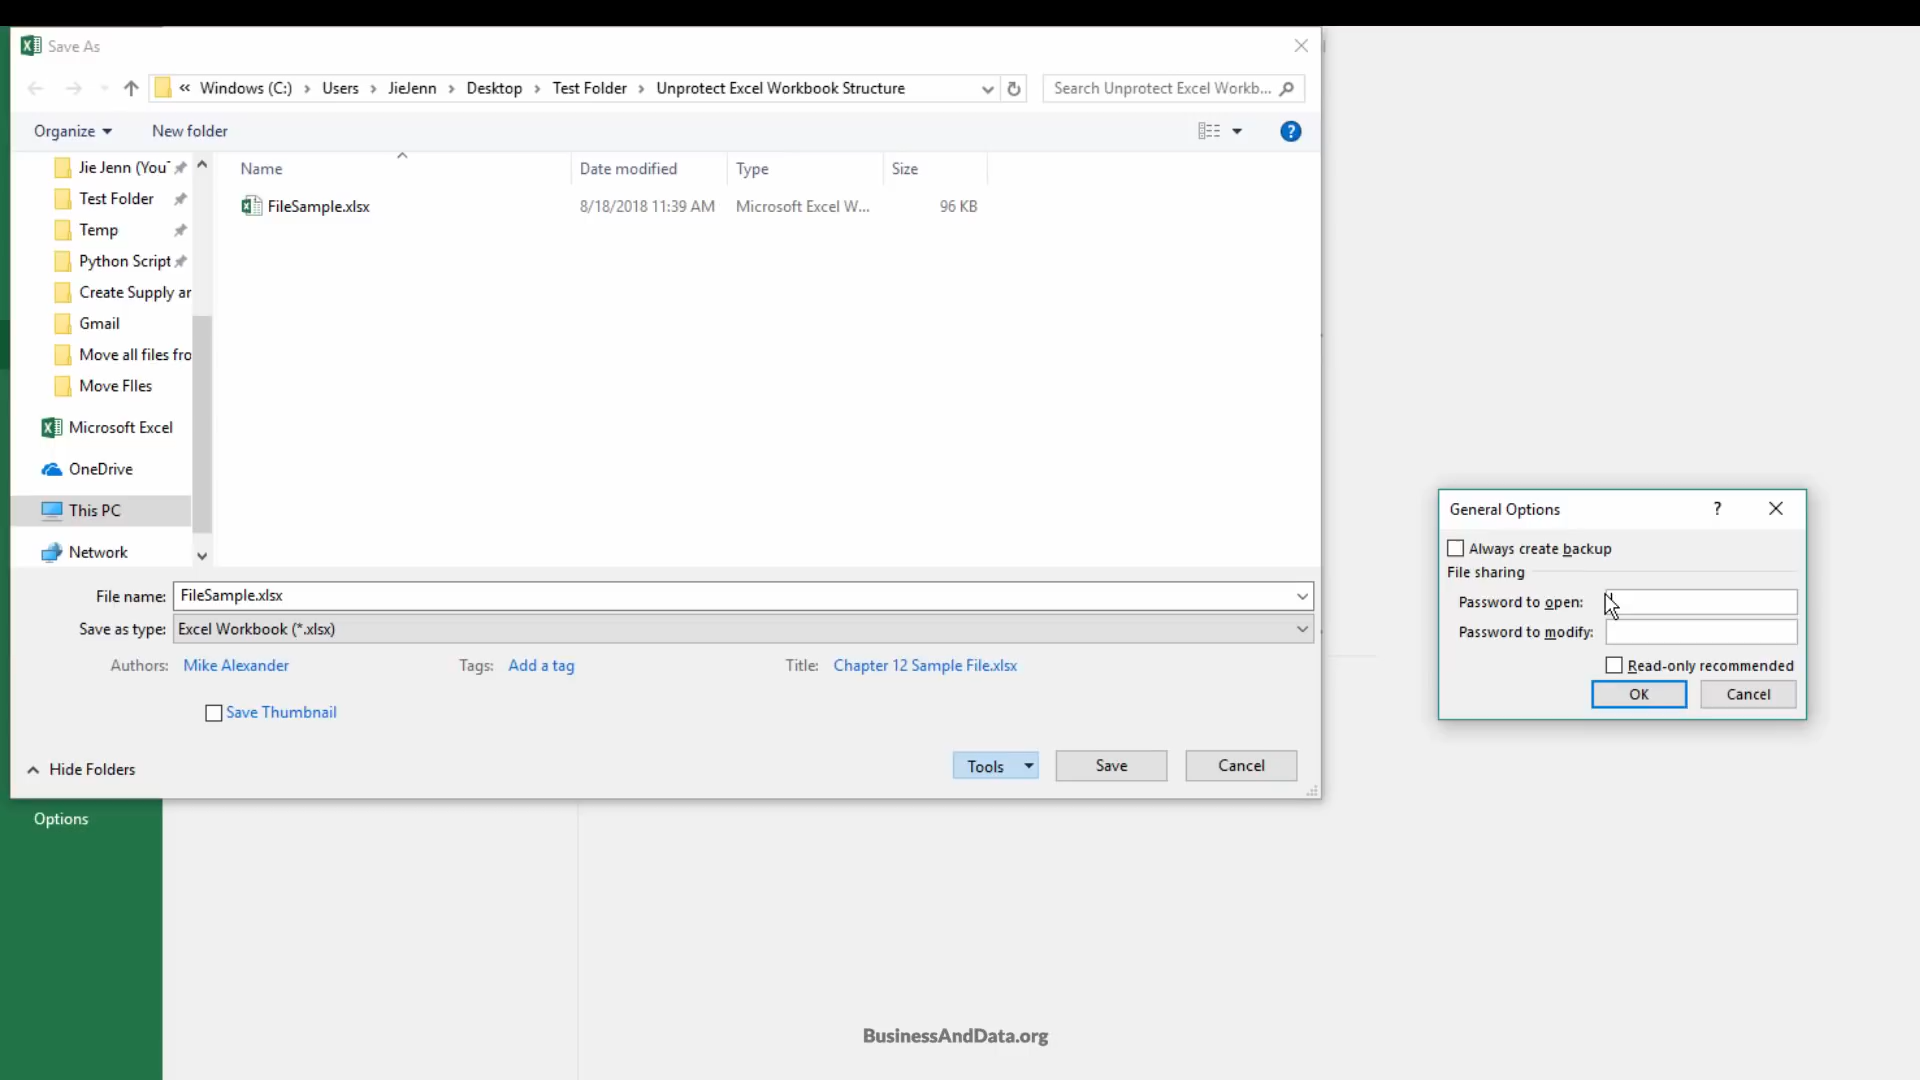 Save As
« Windows (C:) › Users › JieJenn › Desktop › Test Folder › Unprotect Excel Workbook Structure
Search Unprotect Excel Workb...
Organize
New folder
?
Jie Jenn (You
Test Folder
Temp
Python Script
Create Supply ar
Gmail
Move all files fro
Move FIles
Microsoft Excel
OneDrive
This PC
Network
Name Date modified Type Size
FileSample.xlsx 8/18/2018 11:39 AM Microsoft Excel W... 96 KB
File name: FileSample.xlsx
Save as type: Excel Workbook (*.xlsx)
Authors: Mike Alexander Tags: Add a tag Title: Chapter 12 Sample File.xlsx
Save Thumbnail
Hide Folders
Tools Save Cancel
General Options ?
Always create backup
File sharing
Password to open:
Password to modify:
Read-only recommended
OK Cancel
Options
BusinessAndData.org